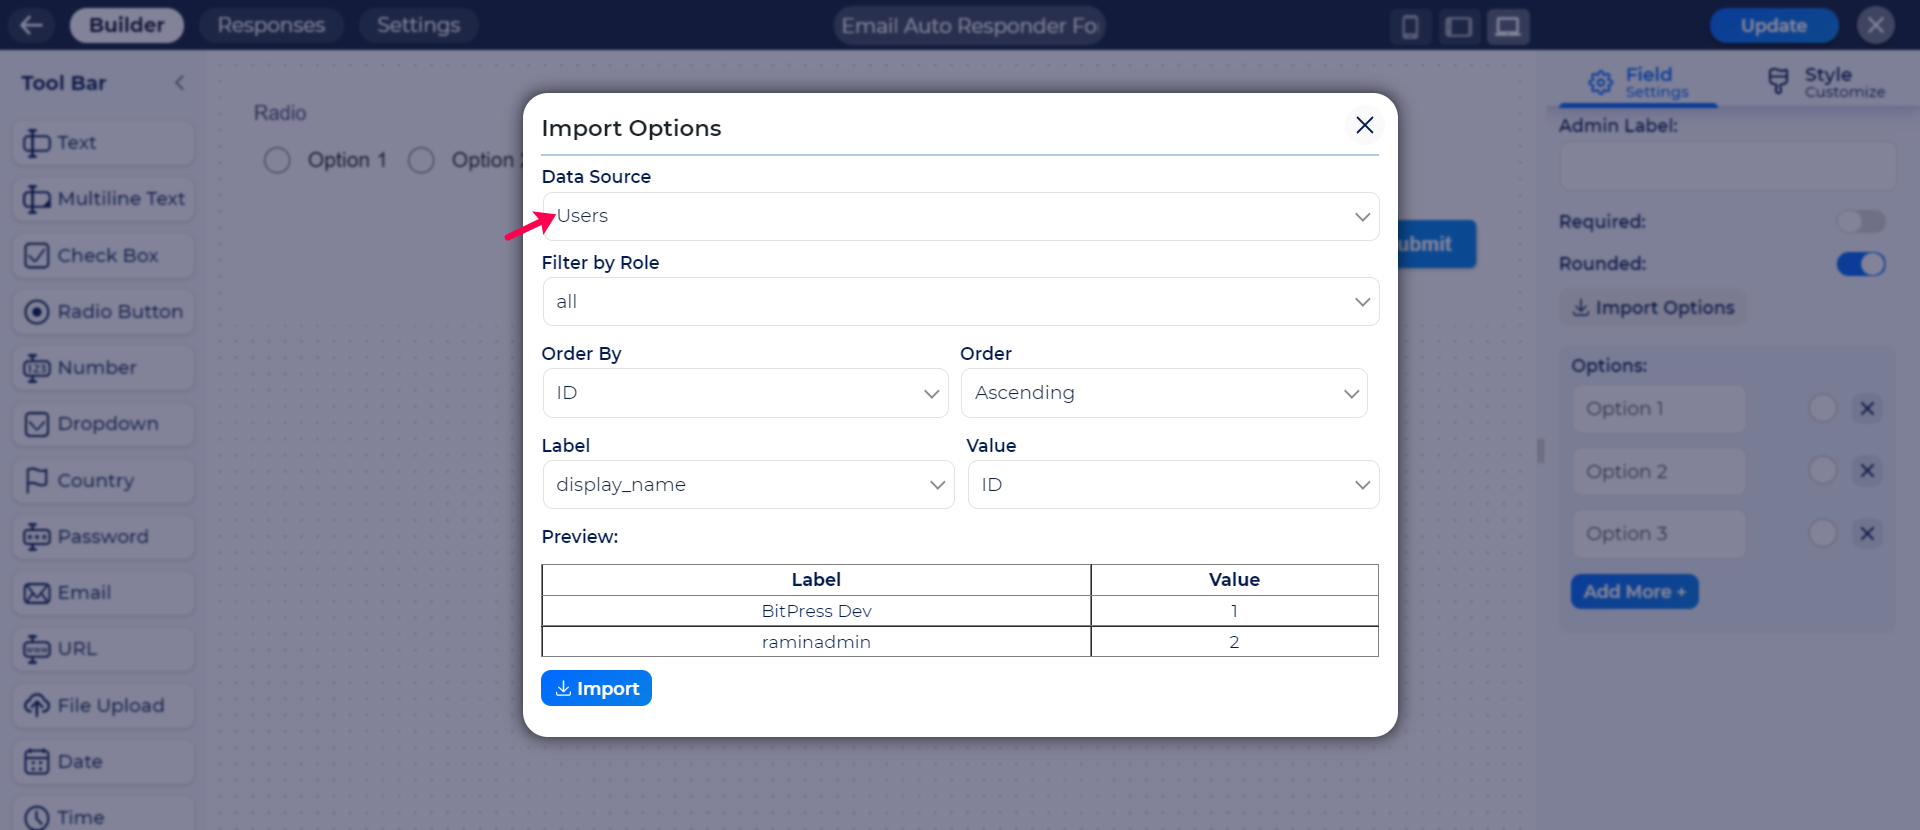 Builder
Responses
Settings
Email Auto Responder Fo
Update
Tool Bar
Text
Multiline Text
Check Box
Radio Button
123
Number
Dropdown
Country
Password
Email
www
URL
File Upload
Date
Time
Radio
Option 1
Option
ubmit
Import Options
Data Source
Users
Filter by Role
all
Order By
Order
ID
Ascending
Label
Value
display_name
ID
Preview:
Label Value
BitPress Dev 1
raminadmin 2
Import
Field
Settings
Style
Customize
Admin Label:
Required:
Rounded:
Import Options
Options:
Option 1
Option 2
Option 3
Add More +